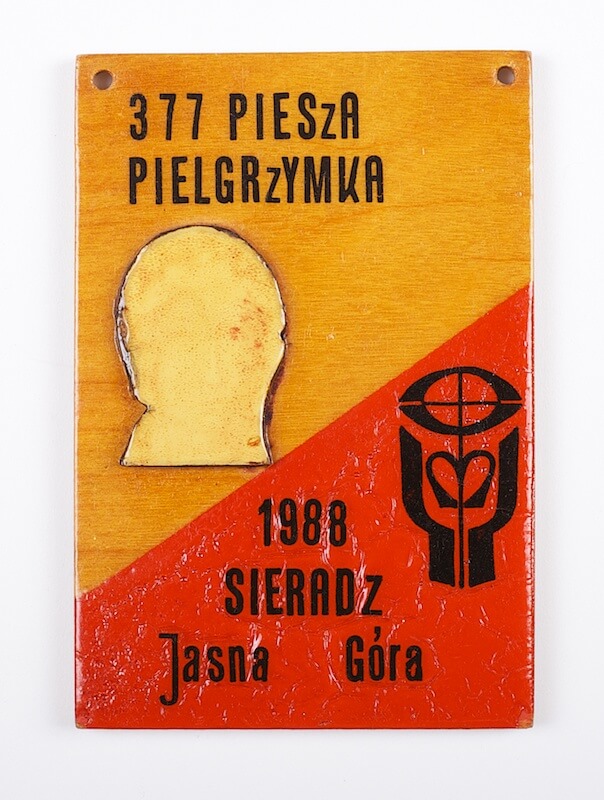 377 PIESzA
PIELGRzYMKA
1988
SIERADz
Jasna Góra